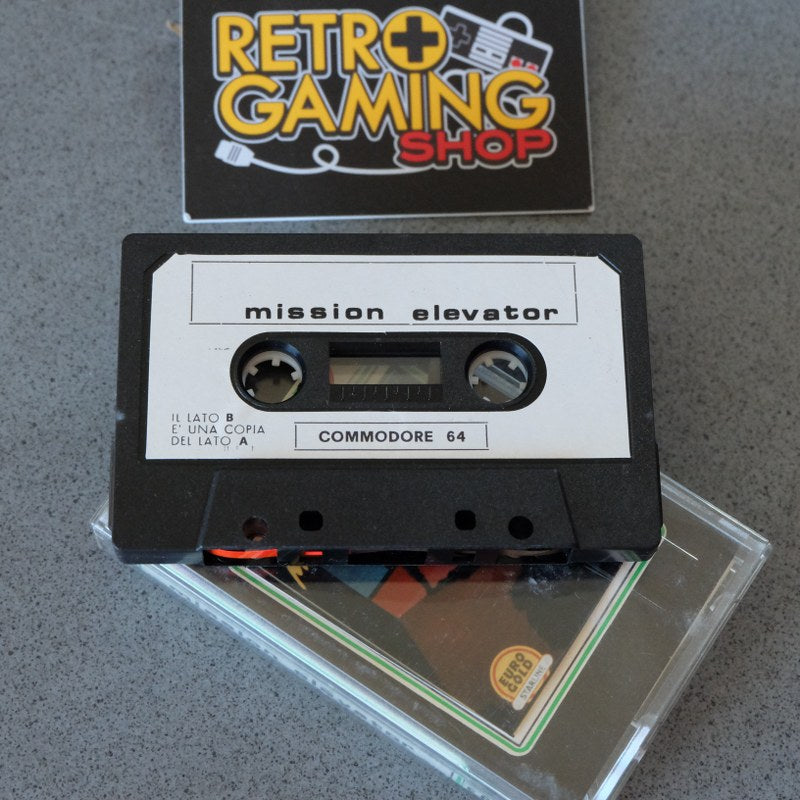 RETRO
GAMING
SHOP
mission elevator
IL LATO B
E' UNA COPIA
DEL LATO A
COMMODORE 64
EURO
GOLD
STARLINE